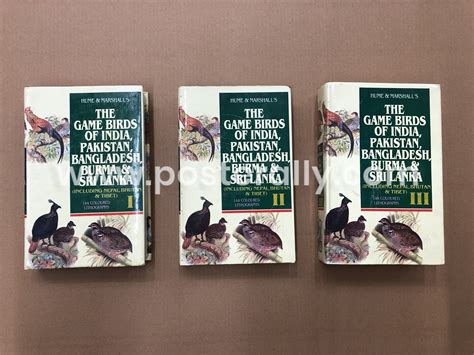 HUME & MARSHALL'S
THE
GAME BIRDS
OF INDIA,
PAKISTAN,
BANGLADESH,
BURMA &
SRI LANKA
(INCLUDING NEPAL, BHUTAN
& TIBET)
144 COLOURED
LITHOGRAPHS
I
HUME & MARSHALL'S
THE
GAME BIRDS
OF INDIA,
PAKISTAN,
BANGLADESH,
BURMA &
SRI LANKA
(INCLUDING NEPAL, BHUTAN
& TIBET)
144 COLOURED
LITHOGRAPHS
II
HUME & MARSHALL'S
THE
GAME BIRDS
OF INDIA,
PAKISTAN,
BANGLADESH,
BURMA &
SRI LANKA
(INCLUDING NEPAL, BHUTAN
& TIBET)
144 COLOURED
LITHOGRAPHS
III